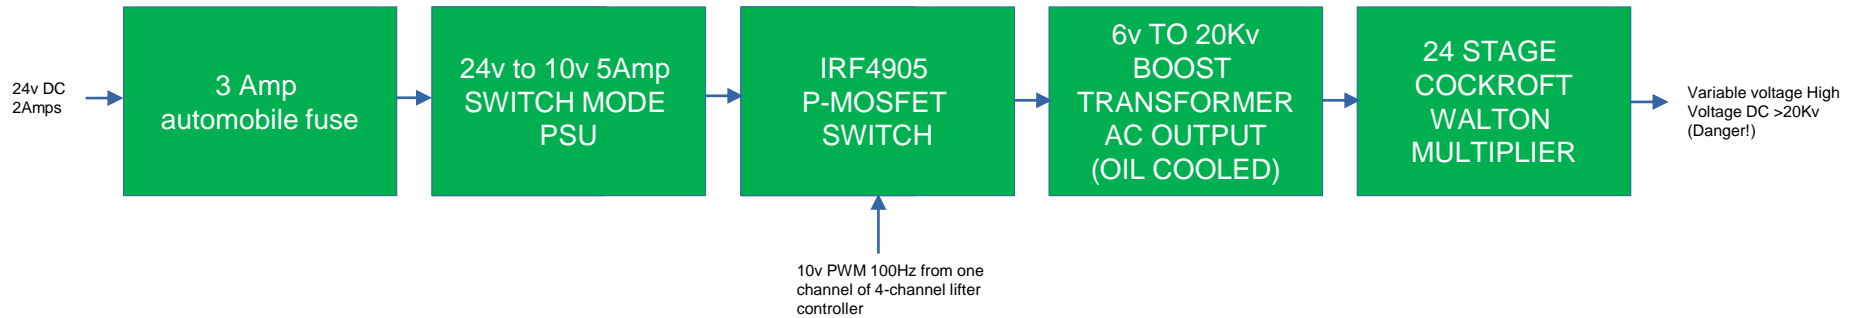 24v DC
2Amps
3 Amp
automobile fuse
24v to 10v 5Amp
SWITCH MODE
PSU
IRF4905
P-MOSFET
SWITCH
6v TO 20Kv
BOOST
TRANSFORMER
AC OUTPUT
(OIL COOLED)
24 STAGE
COCKROFT
WALTON
MULTIPLIER
Variable voltage High
Voltage DC >20Kv
(Danger!)
10v PWM 100Hz from one
channel of 4-channel lifter
controller